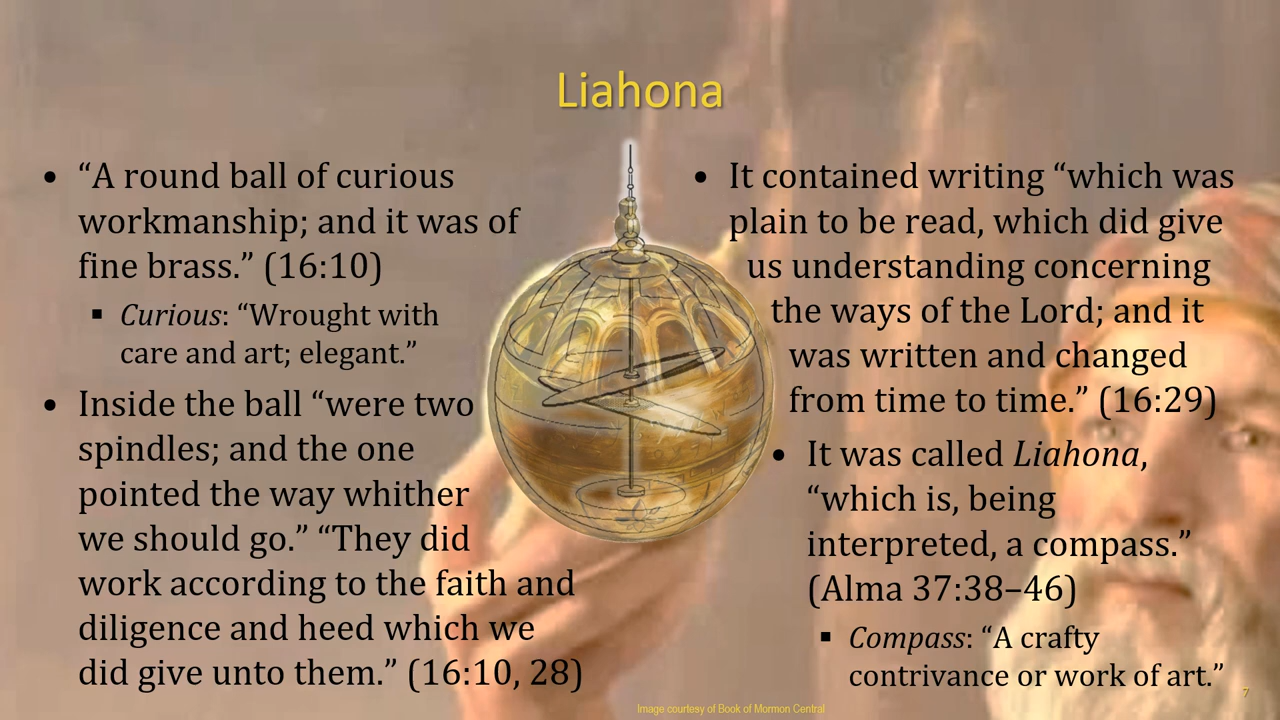 Liahona
• “A round ball of curious
workmanship; and it was of
fine brass.” (16:10)
▪ Curious: “Wrought with
care and art; elegant.”
• Inside the ball “were two
spindles; and the one
pointed the way whither
we should go.” “They did
work according to the faith and
diligence and heed which we
did give unto them.” (16:10, 28)
• It contained writing “which was
plain to be read, which did give
us understanding concerning
the ways of the Lord; and it
was written and changed
from time to time.” (16:29)
• It was called Liahona,
“which is, being
interpreted, a compass.”
(Alma 37:38–46)
▪ Compass: “A crafty
contrivance or work of art.”
Image courtesy of Book of Mormon Central
7